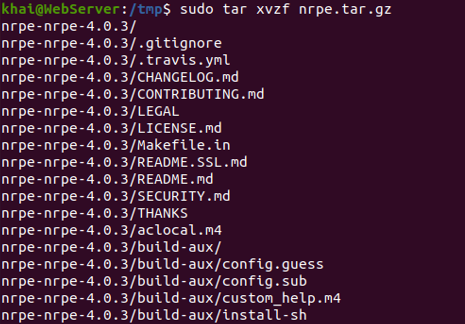 khai@WebServer:/tmp$ sudo tar xvzf nrpe.tar.gz
nrpe-nrpe-4.0.3/
nrpe-nrpe-4.0.3/.gitignore
nrpe-nrpe-4.0.3/.travis.yml
nrpe-nrpe-4.0.3/CHANGELOG.md
nrpe-nrpe-4.0.3/CONTRIBUTING.md
nrpe-nrpe-4.0.3/LEGAL
nrpe-nrpe-4.0.3/LICENSE.md
nrpe-nrpe-4.0.3/Makefile.in
nrpe-nrpe-4.0.3/README.SSL.md
nrpe-nrpe-4.0.3/README.md
nrpe-nrpe-4.0.3/SECURITY.md
nrpe-nrpe-4.0.3/THANKS
nrpe-nrpe-4.0.3/aclocal.m4
nrpe-nrpe-4.0.3/build-aux/
nrpe-nrpe-4.0.3/build-aux/config.guess
nrpe-nrpe-4.0.3/build-aux/config.sub
nrpe-nrpe-4.0.3/build-aux/custom_help.m4
nrpe-nrpe-4.0.3/build-aux/install-sh